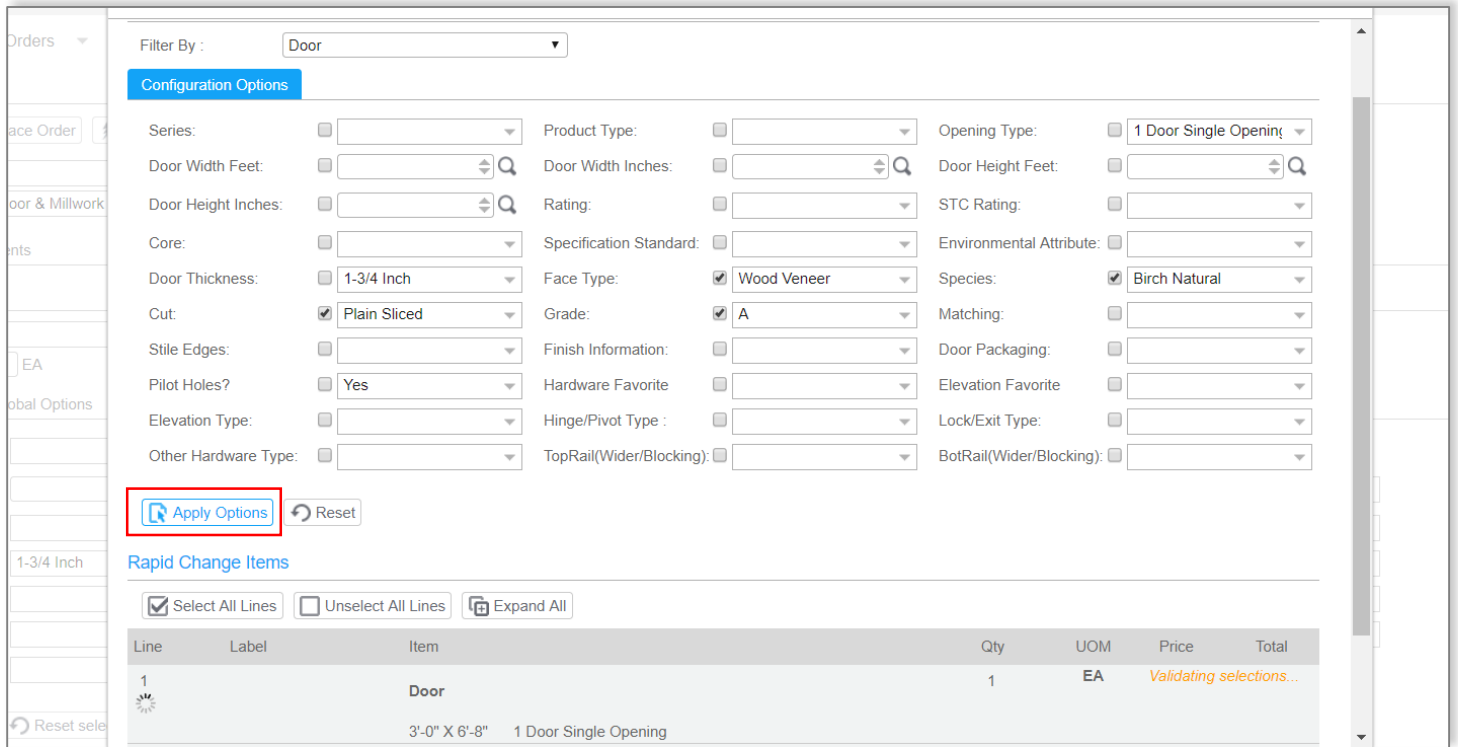 Orders
Filter By : Door
Configuration Options
ace Order
Series: Product Type: Opening Type: 1 Door Single Opening
Door Width Feet: Door Width Inches: Door Height Feet:
oor & Millwork
Door Height Inches: Rating: STC Rating:
ents
Core: Specification Standard: Environmental Attribute:
Door Thickness: 1-3/4 Inch Face Type: Wood Veneer Species: Birch Natural
Cut: Plain Sliced Grade: A Matching:
Stile Edges: Finish Information: Door Packaging:
EA
Pilot Holes? Yes Hardware Favorite Elevation Favorite
obal Options
Elevation Type: Hinge/Pivot Type : Lock/Exit Type:
Other Hardware Type: TopRail(Wider/Blocking): BotRail(Wider/Blocking):
Apply Options Reset
1-3/4 Inch
Rapid Change Items
Select All Lines Unselect All Lines Expand All
Line Label Item Qty UOM Price Total
1 Door 1 EA Validating selections...
Reset sele
3'-0" X 6'-8" 1 Door Single Opening